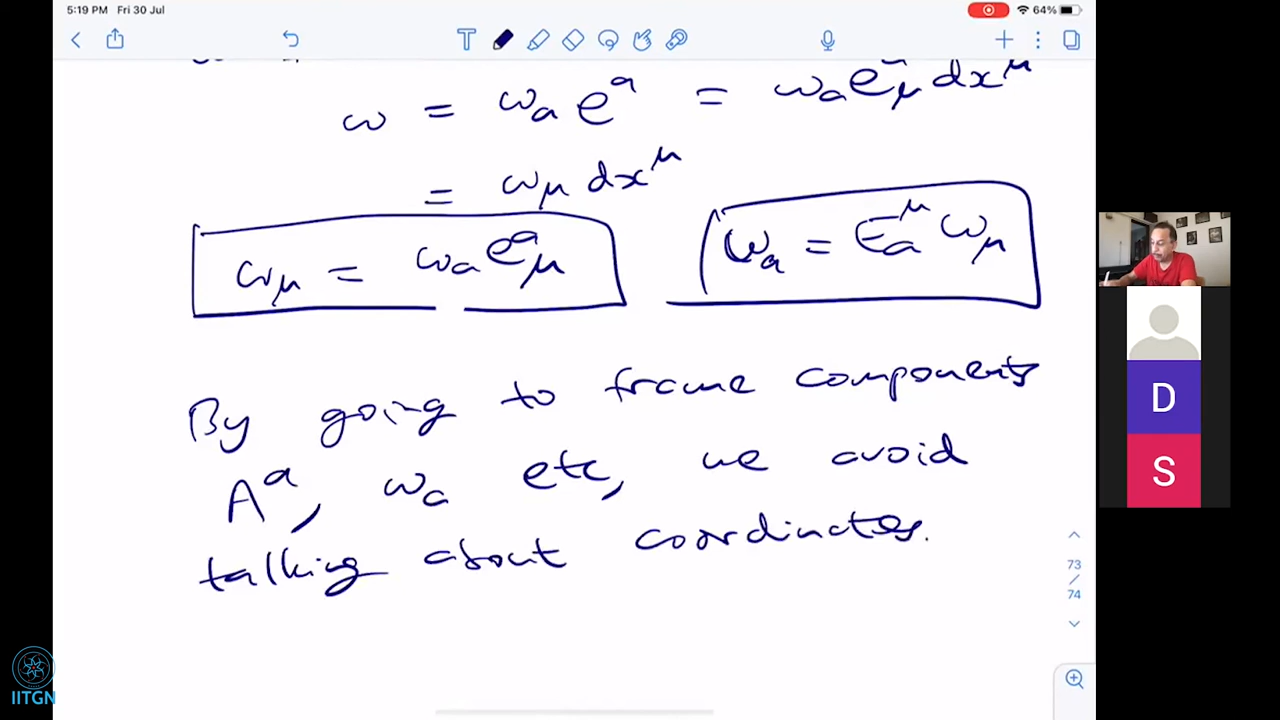 5:19 PM Fri 30 Jul
64%
T
ω = ω_a e^a = ω_a e^a_μ dx^μ
= ω_μ dx^μ
ω_μ = ω_a e^a_μ
ω_a = E_a^μ ω_μ
By going to frame components
A^a, ω_a etc, we avoid
talking about coordinates.
73
/
74
D
S
IITGN